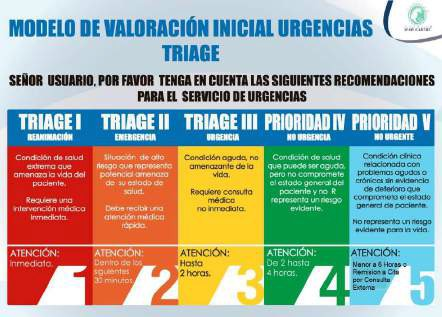 MODELO DE VALORACIÓN INICIAL URGENCIAS
TRIAGE
SEÑOR USUARIO, POR FAVOR TENGA EN CUENTA LAS SIGUIENTES RECOMENDACIONES
PARA EL SERVICIO DE URGENCIAS
TRIAGE I
REANIMACIÓN
Condición de salud
extrema que
amenaza la vida del
paciente.
Requiere una
intervención médica
inmediata.
ATENCIÓN:
Inmediata.
1
TRIAGE II
EMERGENCIA
Situación de alto
riesgo que representa
potencial amenaza
de su estado de
salud.
Debe recibir una
atención médica
rápida.
ATENCIÓN:
Dentro de los
siguientes
30 minutos.
2
TRIAGE III
URGENCIA
Condición aguda, no
amenazante de la
vida.
Requiere consulta
médica
no inmediata.
ATENCIÓN:
Hasta
2 horas.
3
PRIORIDAD IV
NO URGENCIA
Condición de salud
que puede ser aguda,
pero no compromete
el estado general del
paciente y no R
representa un riesgo
evidente.
ATENCIÓN:
De 2 hasta
4 horas.
4
PRIORIDAD V
NO URGENTE
Condición clínica
relacionada con
problemas agudos o
crónicos sin evidencia
de deterioro que
comprometa el estado
general de paciente.
No representa un riesgo
evidente para la vida.
ATENCIÓN:
Menor a 6 Horas o
Remision a Cita
por Consulta
Externa
5